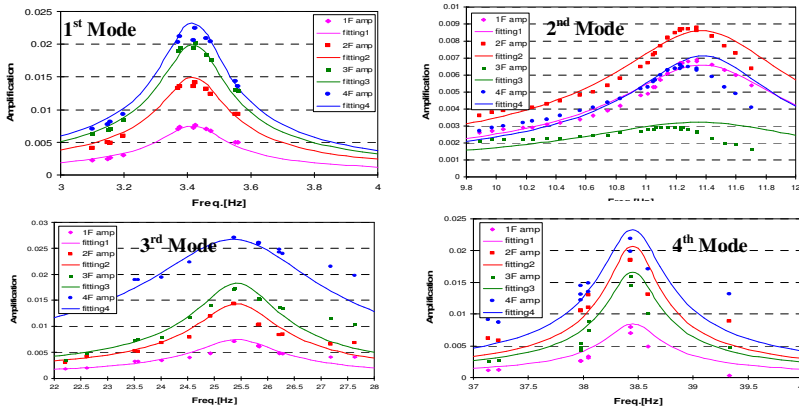 1st Mode
Amplification
0.025
0.02
0.015
0.01
0.005
0
3 3.2 3.4 3.6 3.8 4
Freq.[Hz]
1F amp
fitting1
2F amp
fitting2
3F amp
fitting3
4F amp
fitting4
2nd Mode
Amplification
0.009
0.008
0.007
0.006
0.005
0.004
0.003
0.002
0.001
0
9.8 10 10.2 10.4 10.6 10.8 11 11.2 11.4 11.6 11.8 12
Freq.[Hz]
1F amp
fitting1
2F amp
fitting2
3F amp
fitting3
4F amp
fitting4
3rd Mode
Amplification
0.03
0.025
0.02
0.015
0.01
0.005
0
22 22.5 23 23.5 24 24.5 25 25.5 26 26.5 27 27.5 28
Freq.[Hz]
1F amp
fitting1
2F amp
fitting2
3F amp
fitting3
4F amp
fitting4
4th Mode
Amplification
0.025
0.02
0.015
0.01
0.005
0
37 37.5 38 38.5 39 39.5
Freq.[Hz]
1F amp
fitting1
2F amp
fitting2
3F amp
fitting3
4F amp
fitting4